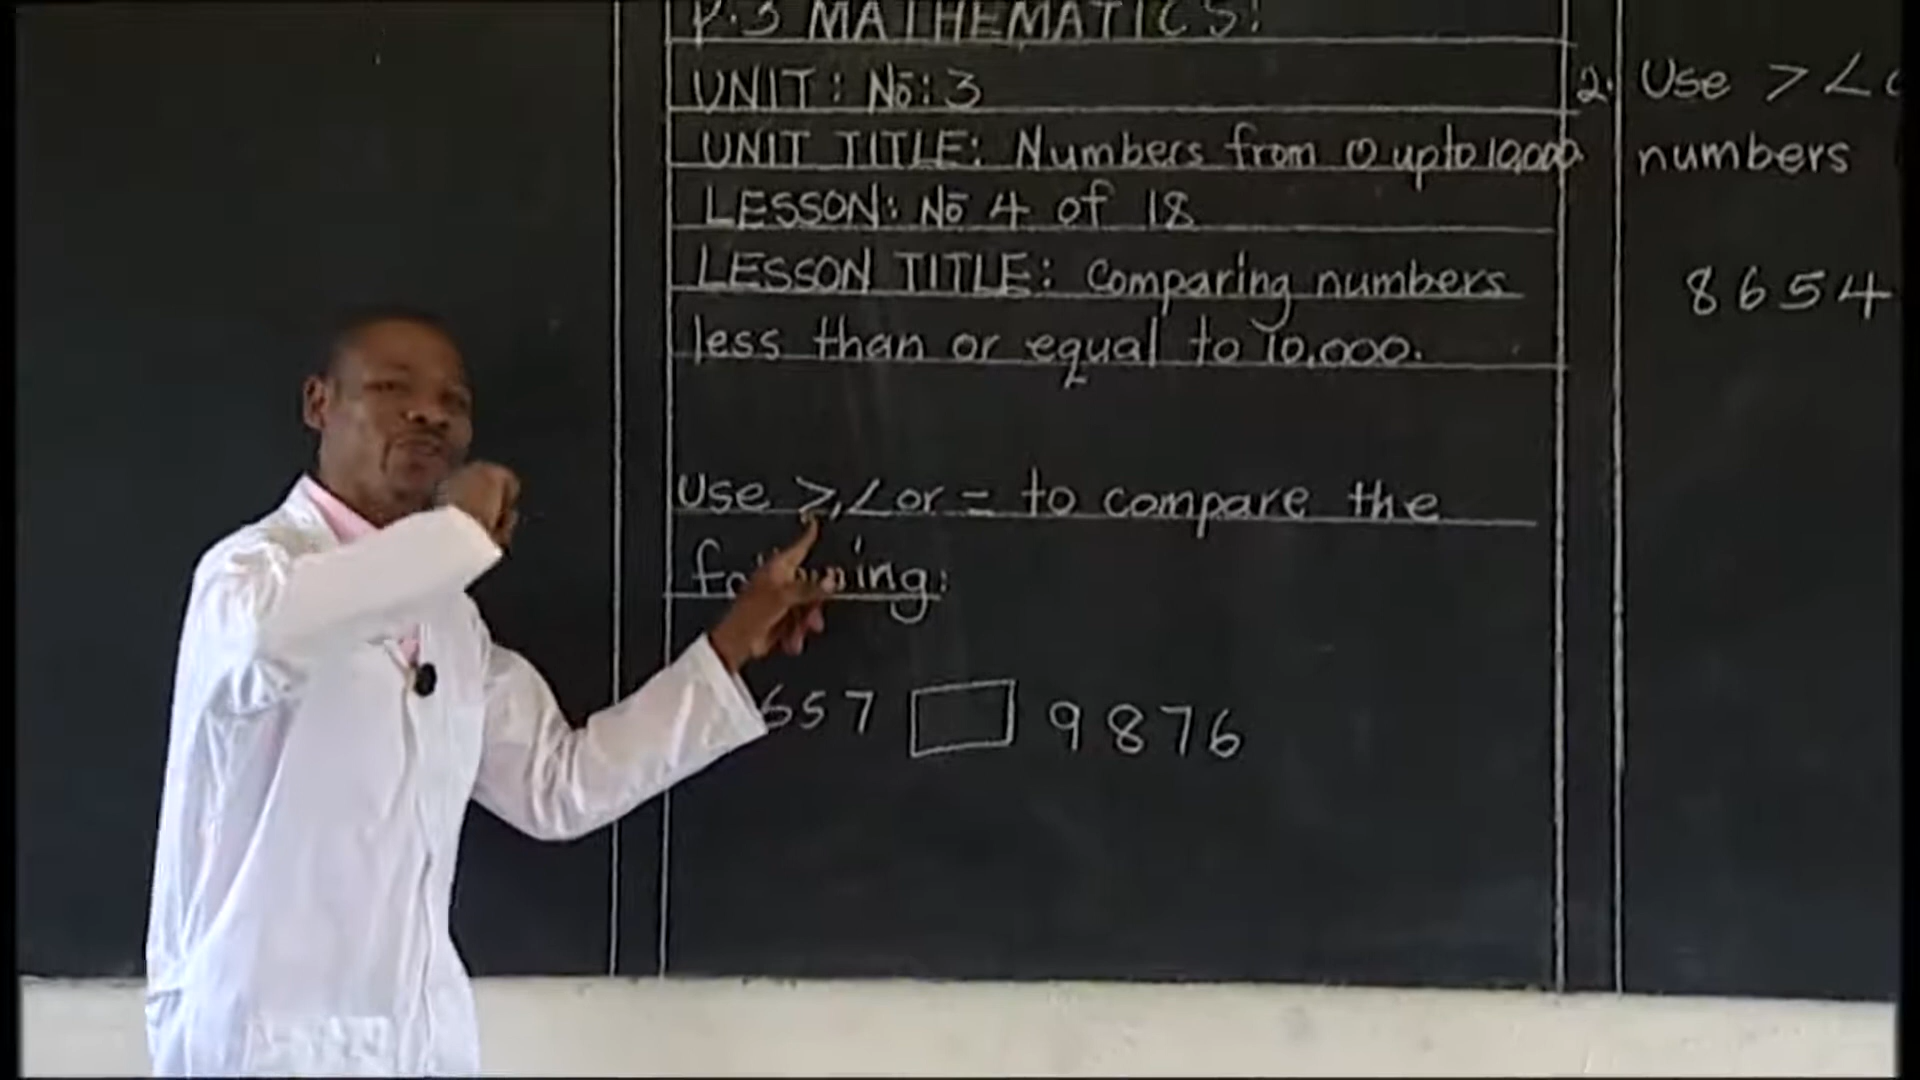 P.3 MATHEMATICS:
UNIT: No: 3
UNIT TITLE: Numbers from 0 upto 10,000.
LESSON: No 4 of 18
LESSON TITLE: Comparing numbers
less than or equal to 10,000.
Use >,< or = to compare the
following:
657 9876
2. Use > <
numbers
8654